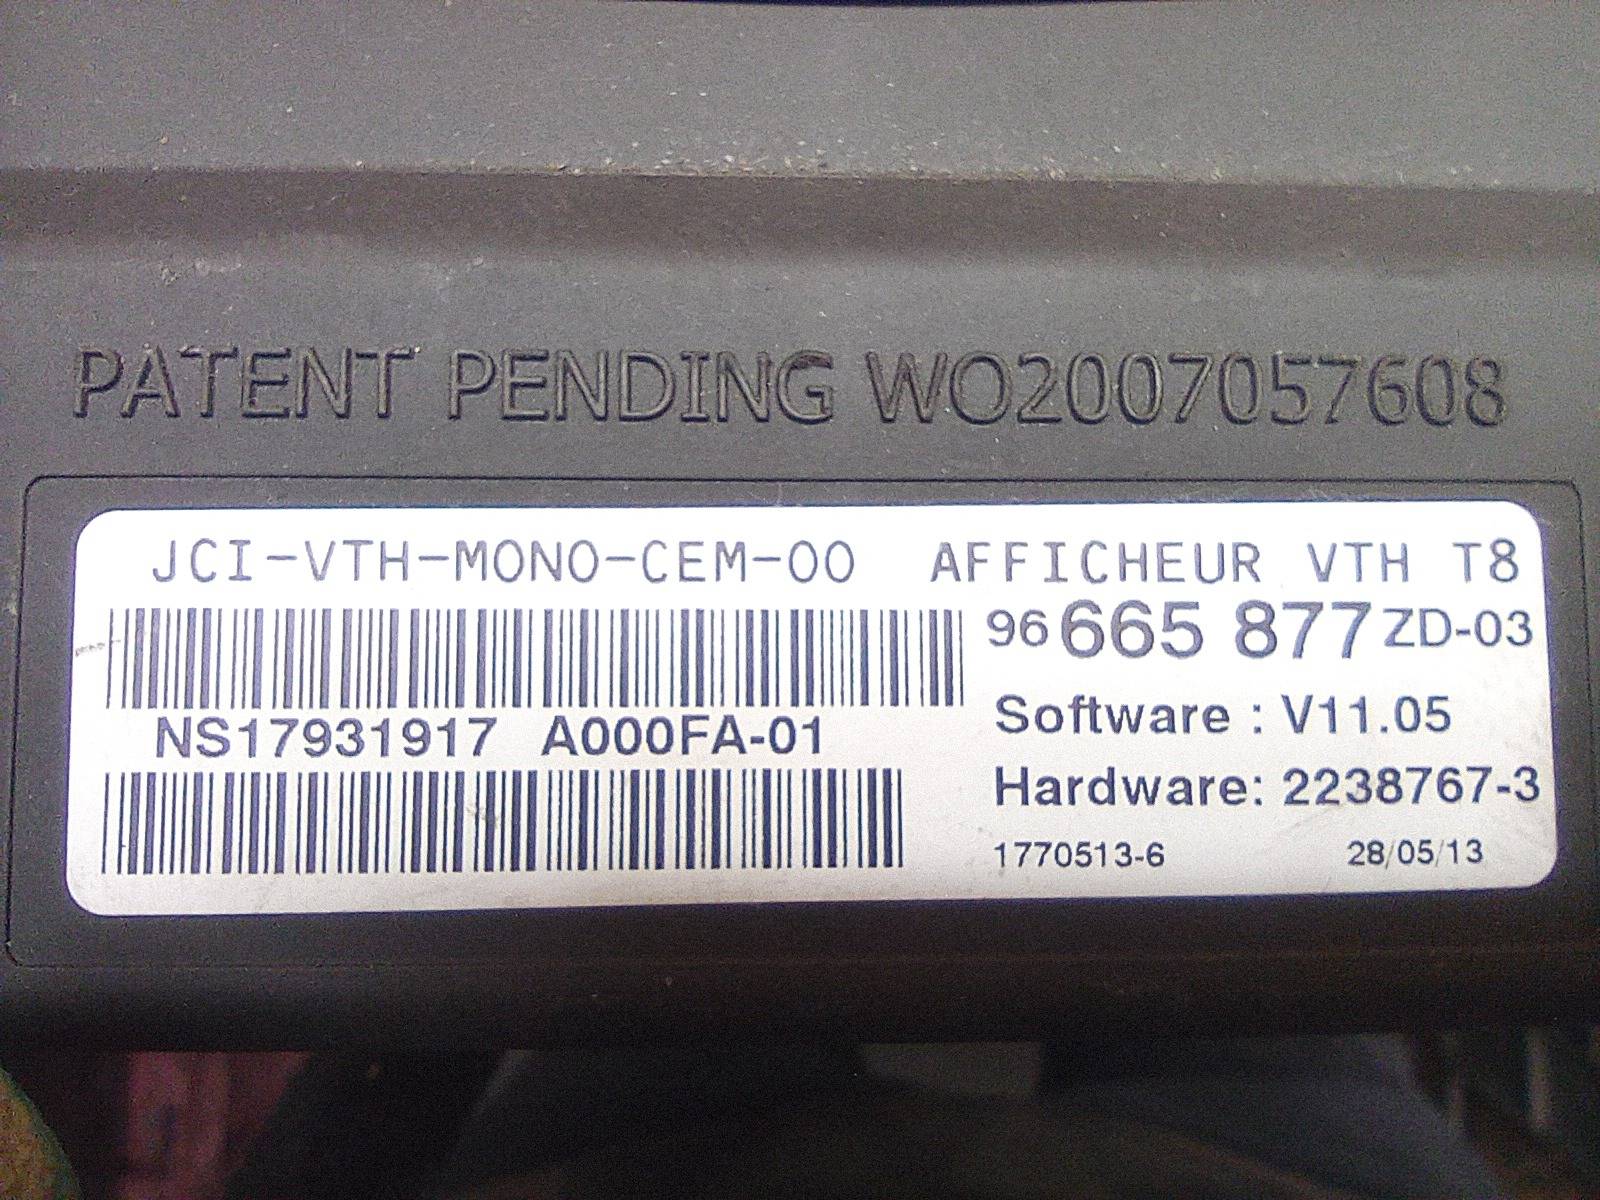 PATENT PENDING WO2007057608
JCI-VTH-MONO-CEM-00 AFFICHEUR VTH T8
96 665 877 ZD-03
Software : V11.05
NS17931917 A000FA-01
Hardware: 2238767-3
1770513-6 28/05/13